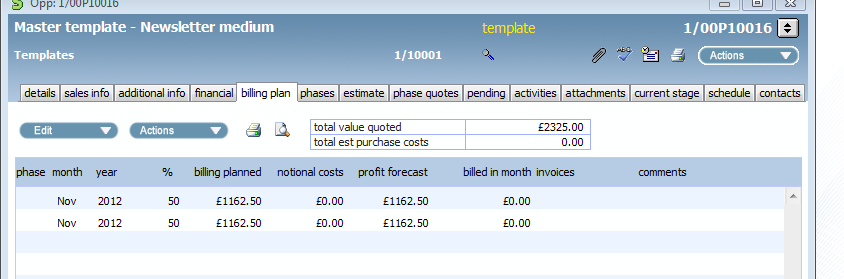 Opp: 1/00P10016
Master template - Newsletter medium template 1/00P10016
Templates 1/10001 ABC Actions
details sales info additional info financial billing plan phases estimate phase quotes pending activities attachments current stage schedule contacts
Edit Actions
total value quoted £2325.00
total est purchase costs 0.00
phase month year % billing planned notional costs profit forecast billed in month invoices comments
Nov 2012 50 £1162.50 £0.00 £1162.50 £0.00
Nov 2012 50 £1162.50 £0.00 £1162.50 £0.00